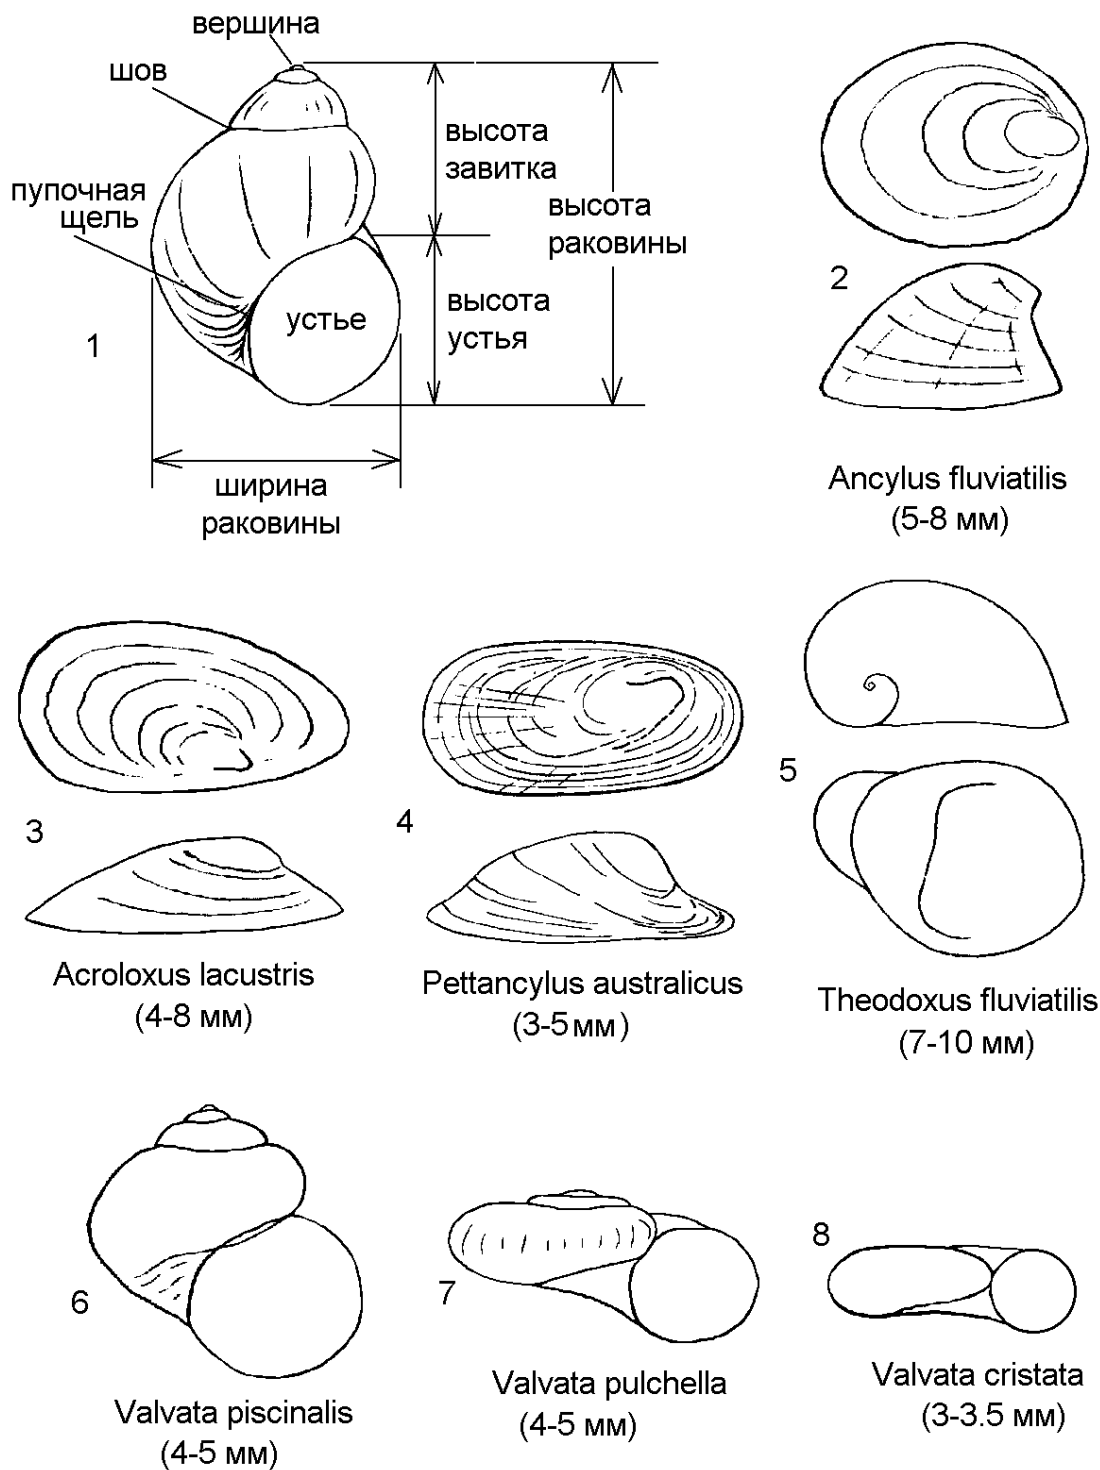 вершина
шов
пупочная
щель
высота
завитка
высота
раковины
высота
устья
устье
1
ширина
раковины
2
Ancylus fluviatilis
(5-8 мм)
3
Acroloxus lacustris
(4-8 мм)
4
Pettancylus australicus
(3-5 мм)
5
Theodoxus fluviatilis
(7-10 мм)
6
Valvata piscinalis
(4-5 мм)
7
Valvata pulchella
(4-5 мм)
8
Valvata cristata
(3-3.5 мм)